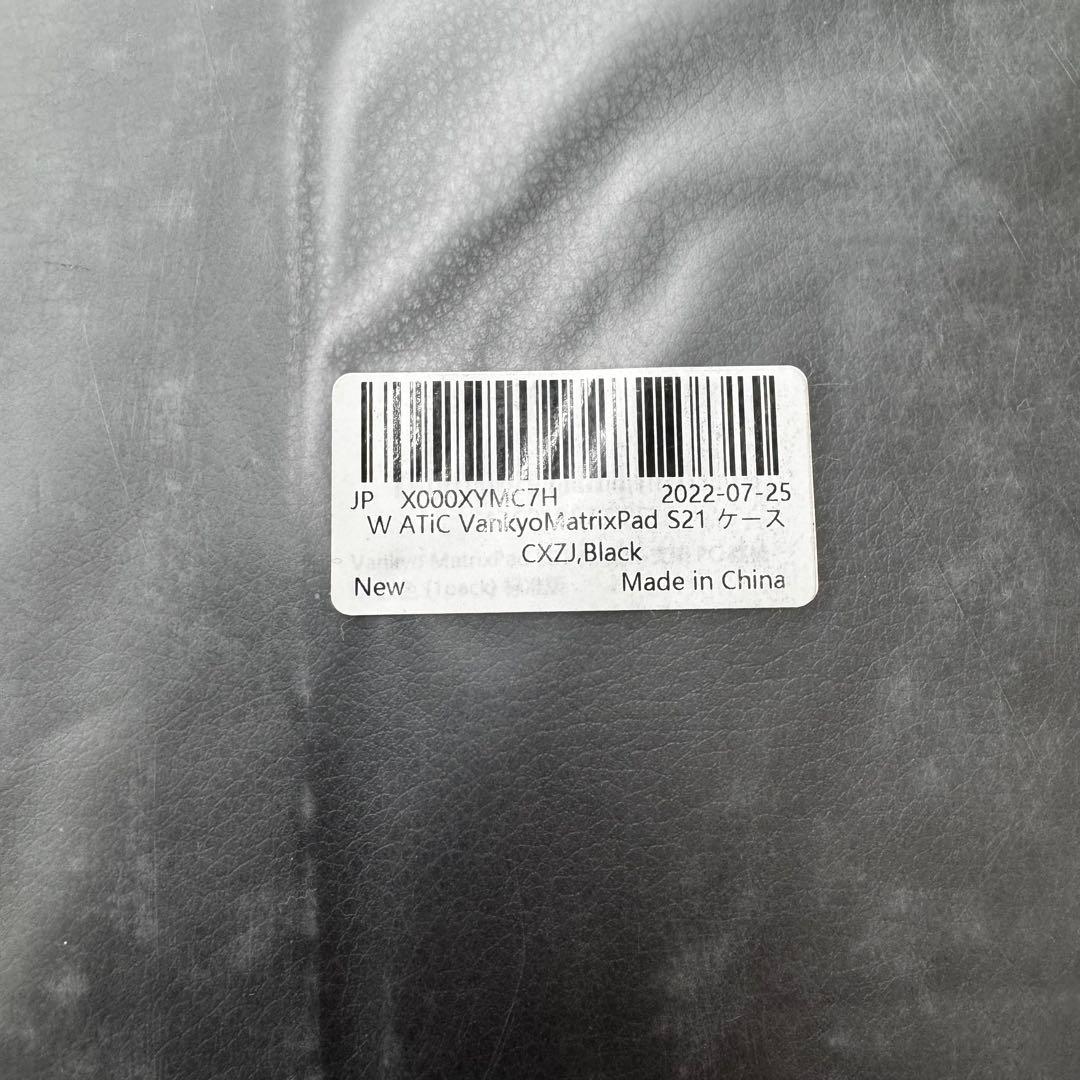 JP X000XYMC7H 2022-07-25
W ATiC VankyoMatrixPad S21 ケース
CXZJ,Black
New Made in China